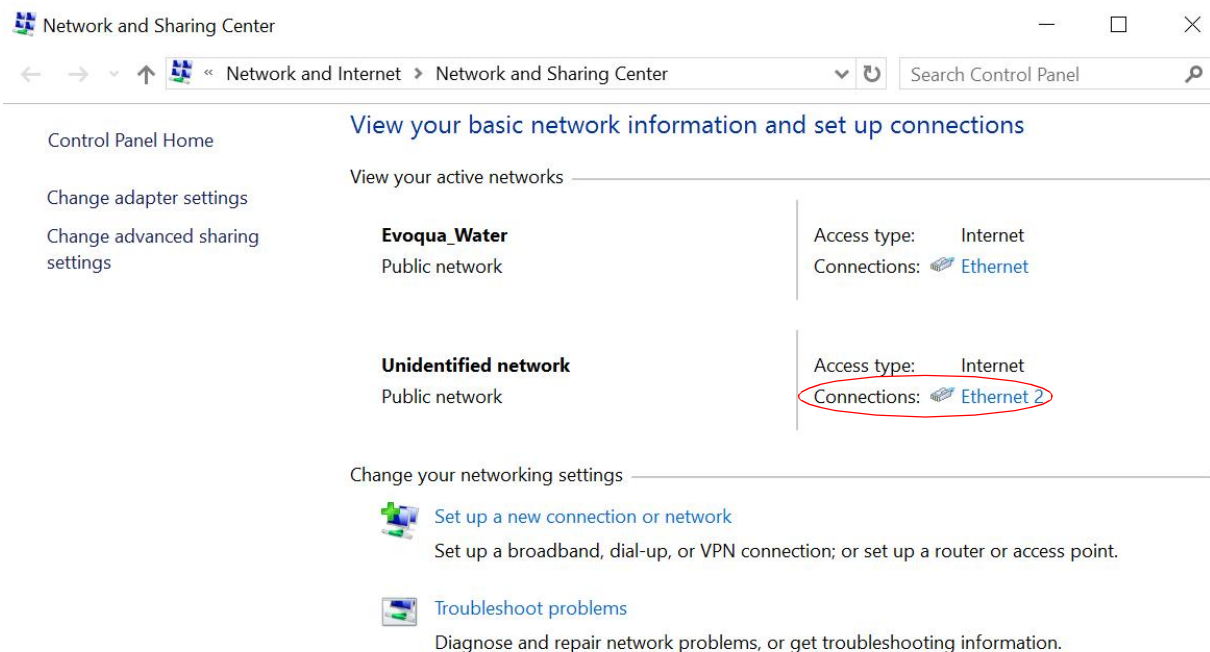 Network and Sharing Center
« Network and Internet > Network and Sharing Center
Search Control Panel
Control Panel Home
Change adapter settings
Change advanced sharing
settings
View your basic network information and set up connections
View your active networks
Evoqua_Water
Public network
Access type: Internet
Connections: Ethernet
Unidentified network
Public network
Access type: Internet
Connections: Ethernet 2
Change your networking settings
Set up a new connection or network
Set up a broadband, dial-up, or VPN connection; or set up a router or access point.
Troubleshoot problems
Diagnose and repair network problems, or get troubleshooting information.